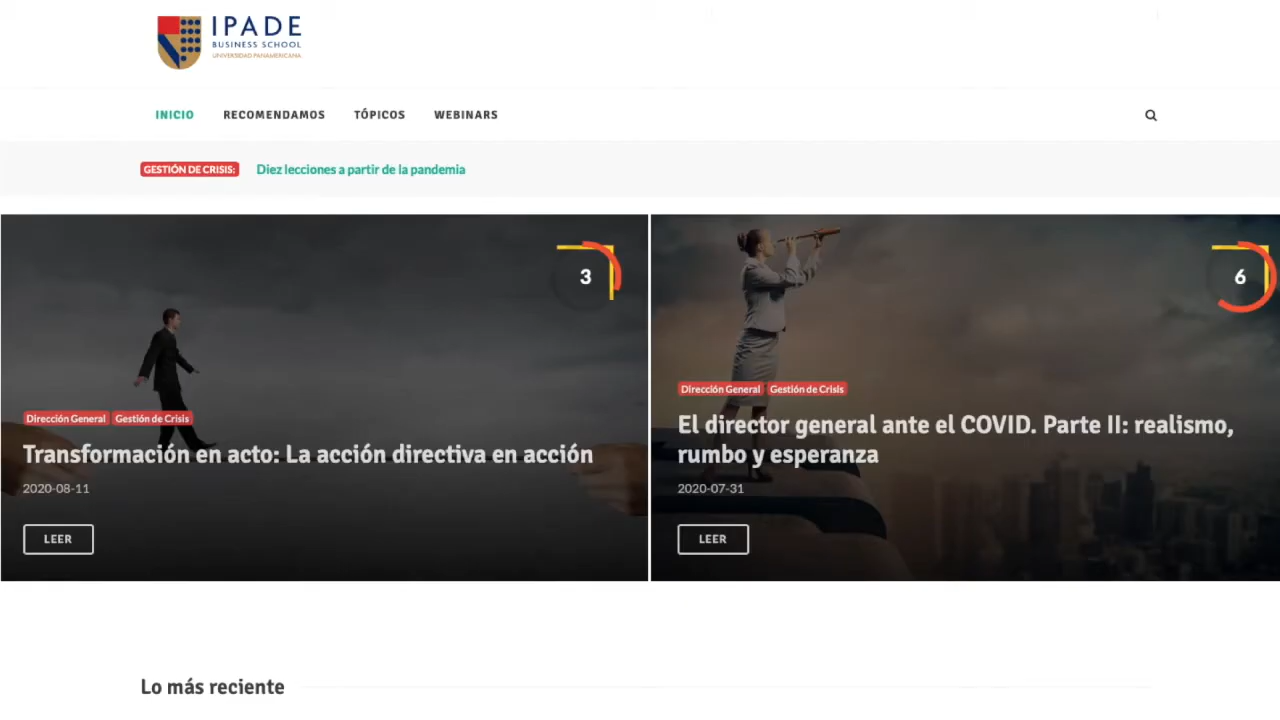 IPADE
BUSINESS SCHOOL
UNIVERSIDAD PANAMERICANA
INICIO
RECOMENDAMOS
TÓPICOS
WEBINARS
GESTIÓN DE CRISIS:
Diez lecciones a partir de la pandemia
3
Dirección General
Gestión de Crisis
Transformación en acto: La acción directiva en acción
2020-08-11
LEER
6
Dirección General
Gestión de Crisis
El director general ante el COVID. Parte II: realismo,
rumbo y esperanza
2020-07-31
LEER
Lo más reciente